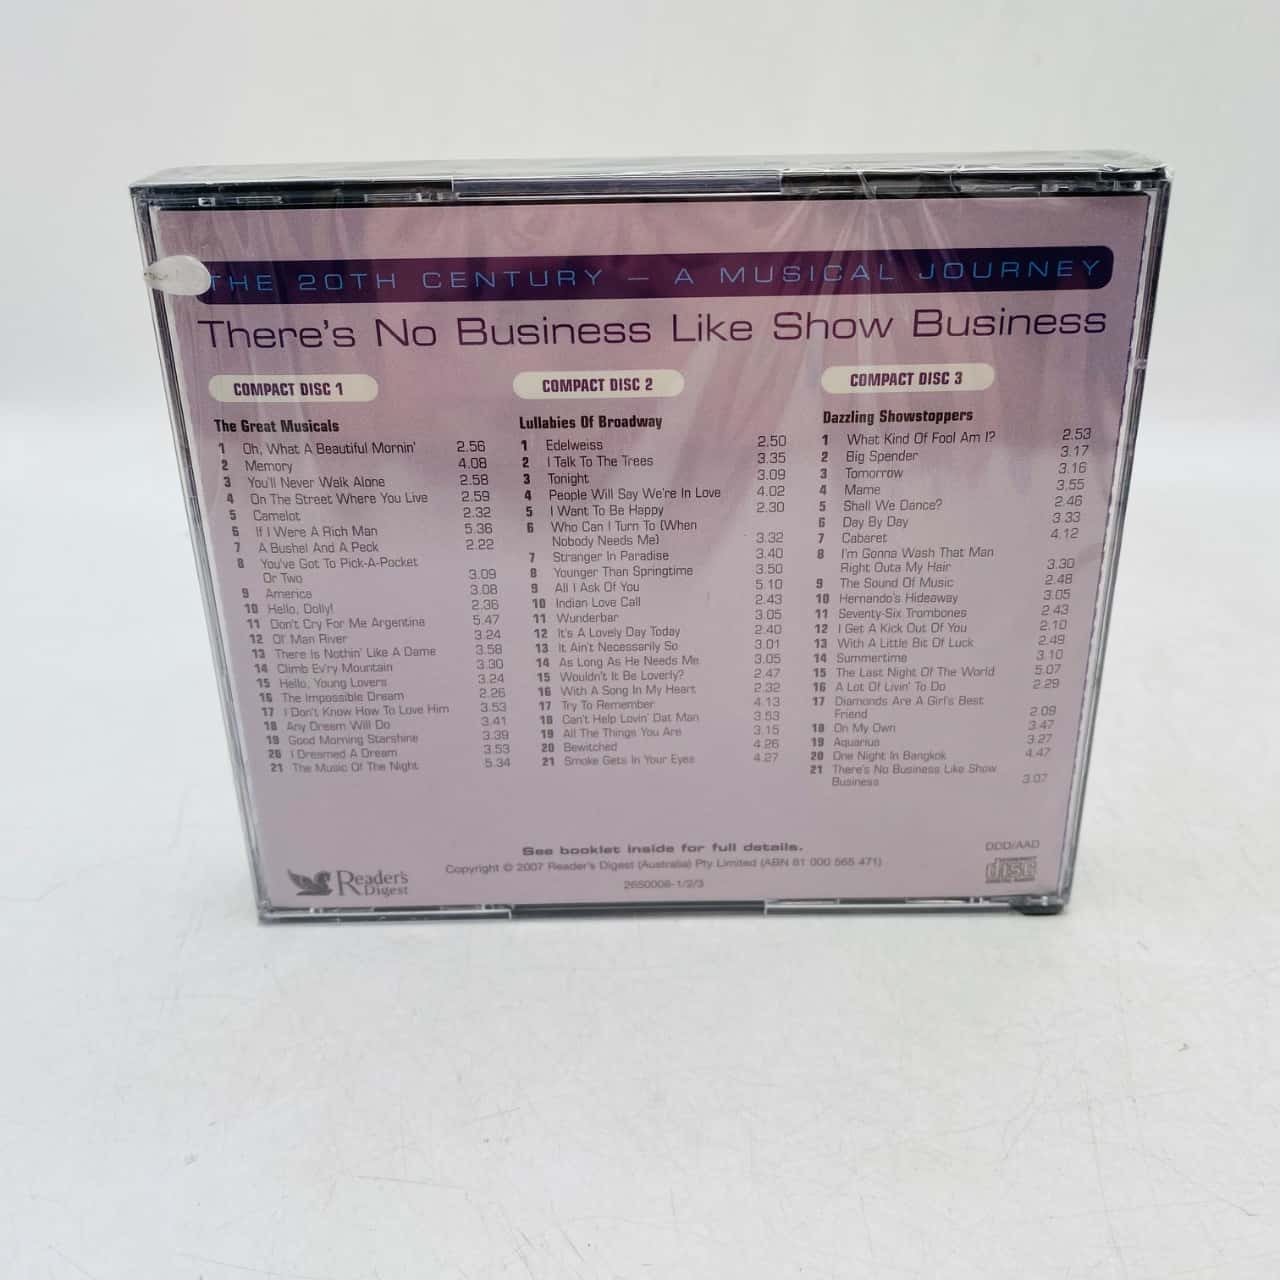 THE 20TH CENTURY – A MUSICAL JOURNEY
There's No Business Like Show Business
COMPACT DISC 1
The Great Musicals
1 Oh, What A Beautiful Mornin' 2.56
2 Memory 4.08
3 You'll Never Walk Alone 2.58
4 On The Street Where You Live 2.59
5 Camelot 2.32
6 If I Were A Rich Man 5.36
7 A Bushel And A Peck 2.22
8 You've Got To Pick-A-Pocket
Or Two 3.09
9 America 3.08
10 Hello, Dolly! 2.36
11 Don't Cry For Me Argentina 5.47
12 Ol' Man River 3.24
13 There Is Nothin' Like A Dame 3.58
14 Climb Ev'ry Mountain 3.30
15 Hello, Young Lovers 3.24
16 The Impossible Dream 2.26
17 I Don't Know How To Love Him 3.53
18 Any Dream Will Do 3.41
19 Good Morning Starshine 3.39
20 I Dreamed A Dream 3.53
21 The Music Of The Night 5.34
COMPACT DISC 2
Lullabies Of Broadway
1 Edelweiss 2.50
2 I Talk To The Trees 3.35
3 Tonight 3.09
4 People Will Say We're In Love 4.02
5 I Want To Be Happy 2.30
6 Who Can I Turn To (When
Nobody Needs Me) 3.32
7 Stranger In Paradise 3.40
8 Younger Than Springtime 3.50
9 All I Ask Of You 5.10
10 Indian Love Call 2.43
11 Wunderbar 3.05
12 It's A Lovely Day Today 2.40
13 It Ain't Necessarily So 3.01
14 As Long As He Needs Me 3.05
15 Wouldn't It Be Loverly? 2.47
16 With A Song In My Heart 2.32
17 Try To Remember 4.13
18 Can't Help Lovin' Dat Man 3.53
19 All The Things You Are 3.15
20 Bewitched 4.26
21 Smoke Gets In Your Eyes 4.27
COMPACT DISC 3
Dazzling Showstoppers
1 What Kind Of Fool Am I? 2.53
2 Big Spender 3.17
3 Tomorrow 3.16
4 Mame 3.55
5 Shall We Dance? 2.46
6 Day By Day 3.33
7 Cabaret 4.12
8 I'm Gonna Wash That Man
Right Outa My Hair 3.30
9 The Sound Of Music 2.48
10 Hernando's Hideaway 3.05
11 Seventy-Six Trombones 2.43
12 I Get A Kick Out Of You 2.10
13 With A Little Bit Of Luck 2.49
14 Summertime 3.10
15 The Last Night Of The World 5.07
16 A Lot Of Livin' To Do 2.29
17 Diamonds Are A Girl's Best
Friend 2.09
18 On My Own 3.47
19 Aquarius 3.27
20 One Night In Bangkok 4.47
21 There's No Business Like Show
Business 3.07
See booklet inside for full details.
Copyright © 2007 Reader's Digest (Australia) Pty Limited (ABN 81 000 565 471)
2650006-1/2/3
Reader's
Digest
DDD/AAD
COMPACT
disc